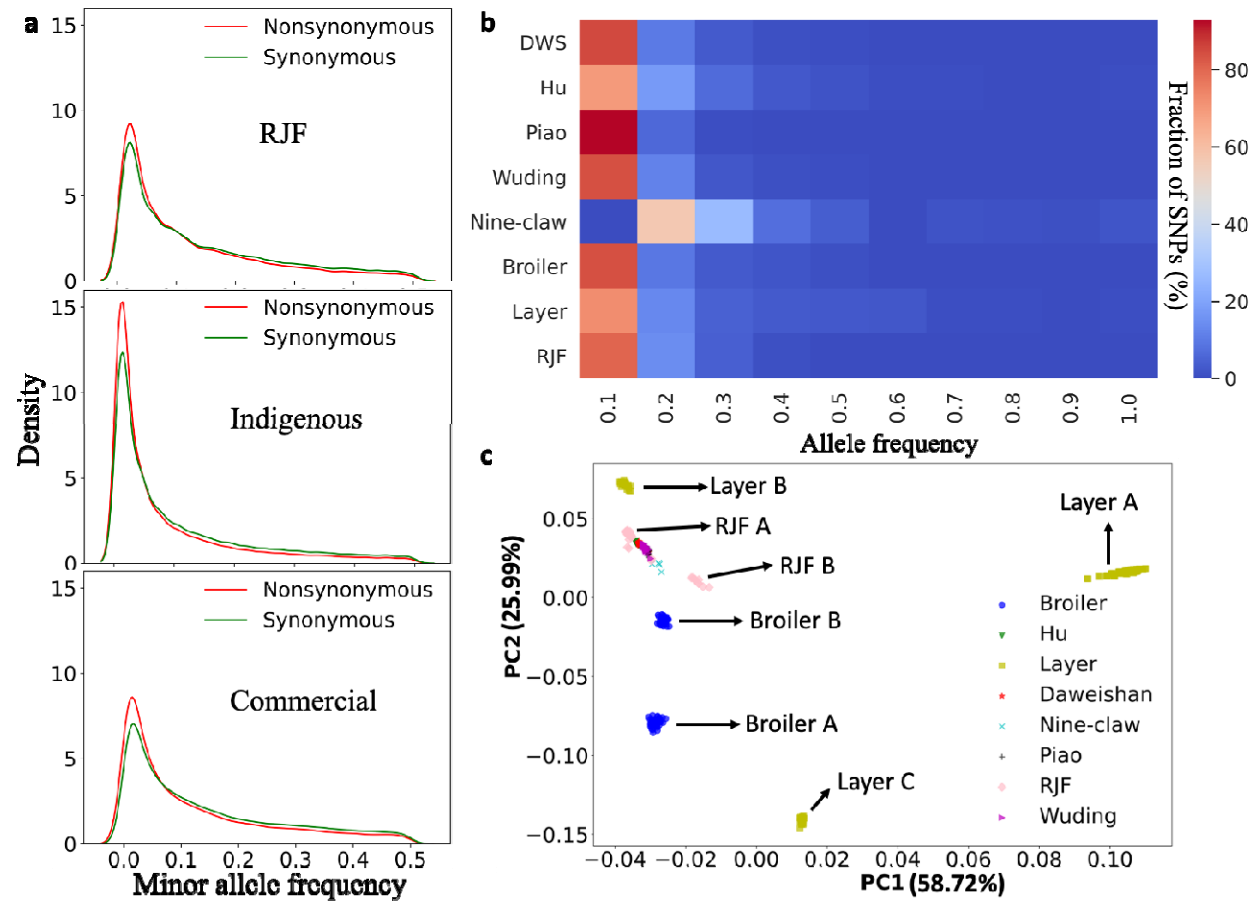 a
15
10
5
0
Nonsynonymous
Synonymous
RJF
15
10
5
0
Nonsynonymous
Synonymous
Indigenous
15
10
5
0
Nonsynonymous
Synonymous
Commercial
0.0 0.1 0.2 0.3 0.4 0.5
Minor allele frequency
Density
b
DWS
Hu
Piao
Wuding
Nine-claw
Broiler
Layer
RJF
0.1 0.2 0.3 0.4 0.5 0.6 0.7 0.8 0.9 1.0
Allele frequency
80
60
40
20
0
Fraction of SNPs (%)
c
0.05
0.00
−0.05
−0.10
−0.15
PC2 (25.99%)
Layer B
RJF A
RJF B
Broiler B
Broiler A
Layer C
Layer A
Broiler
Hu
Layer
Daweishan
Nine-claw
Piao
RJF
Wuding
−0.04 −0.02 0.00 0.02 0.04 0.06 0.08 0.10
PC1 (58.72%)